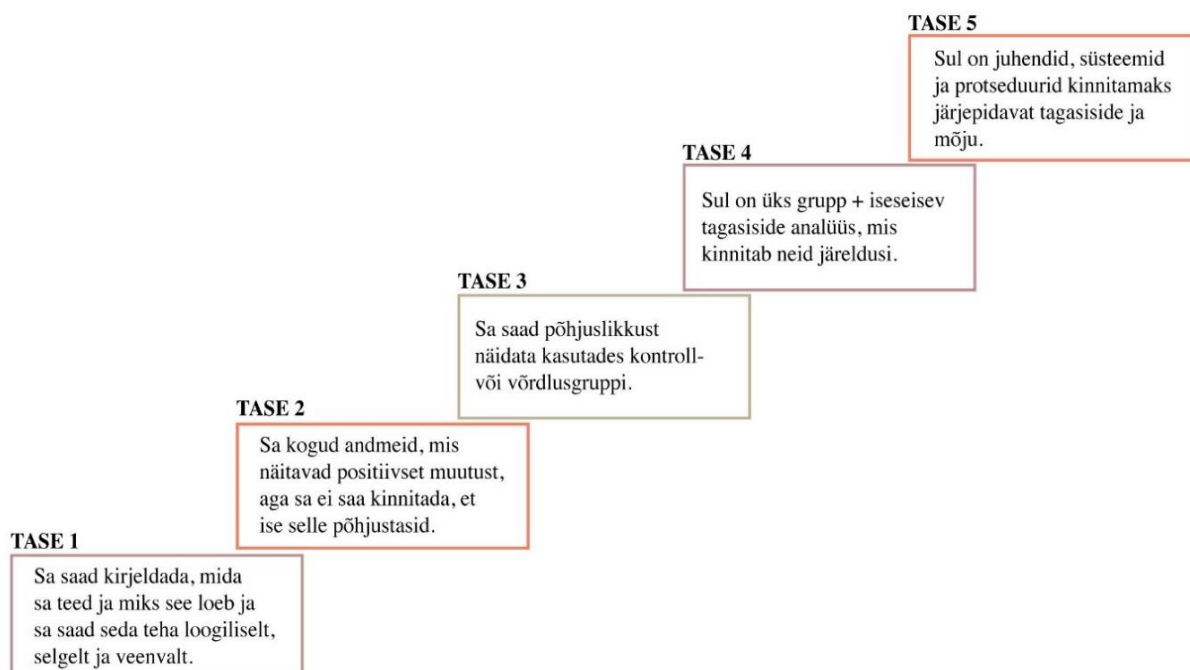 TASE 5
Sul on juhendid, süsteemid
ja protseduurid kinnitamaks
järjepidavat tagasiside ja
mõju.
TASE 4
Sul on üks grupp + iseseisev
tagasiside analüüs, mis
kinnitab neid järeldusi.
TASE 3
Sa saad põhjuslikkust
näidata kasutades kontroll-
või võrdlusgruppi.
TASE 2
Sa kogud andmeid, mis
näitavad positiivset muutust,
aga sa ei saa kinnitada, et
ise selle põhjustasid.
TASE 1
Sa saad kirjeldada, mida
sa teed ja miks see loeb ja
sa saad seda teha loogiliselt,
selgelt ja veenvalt.